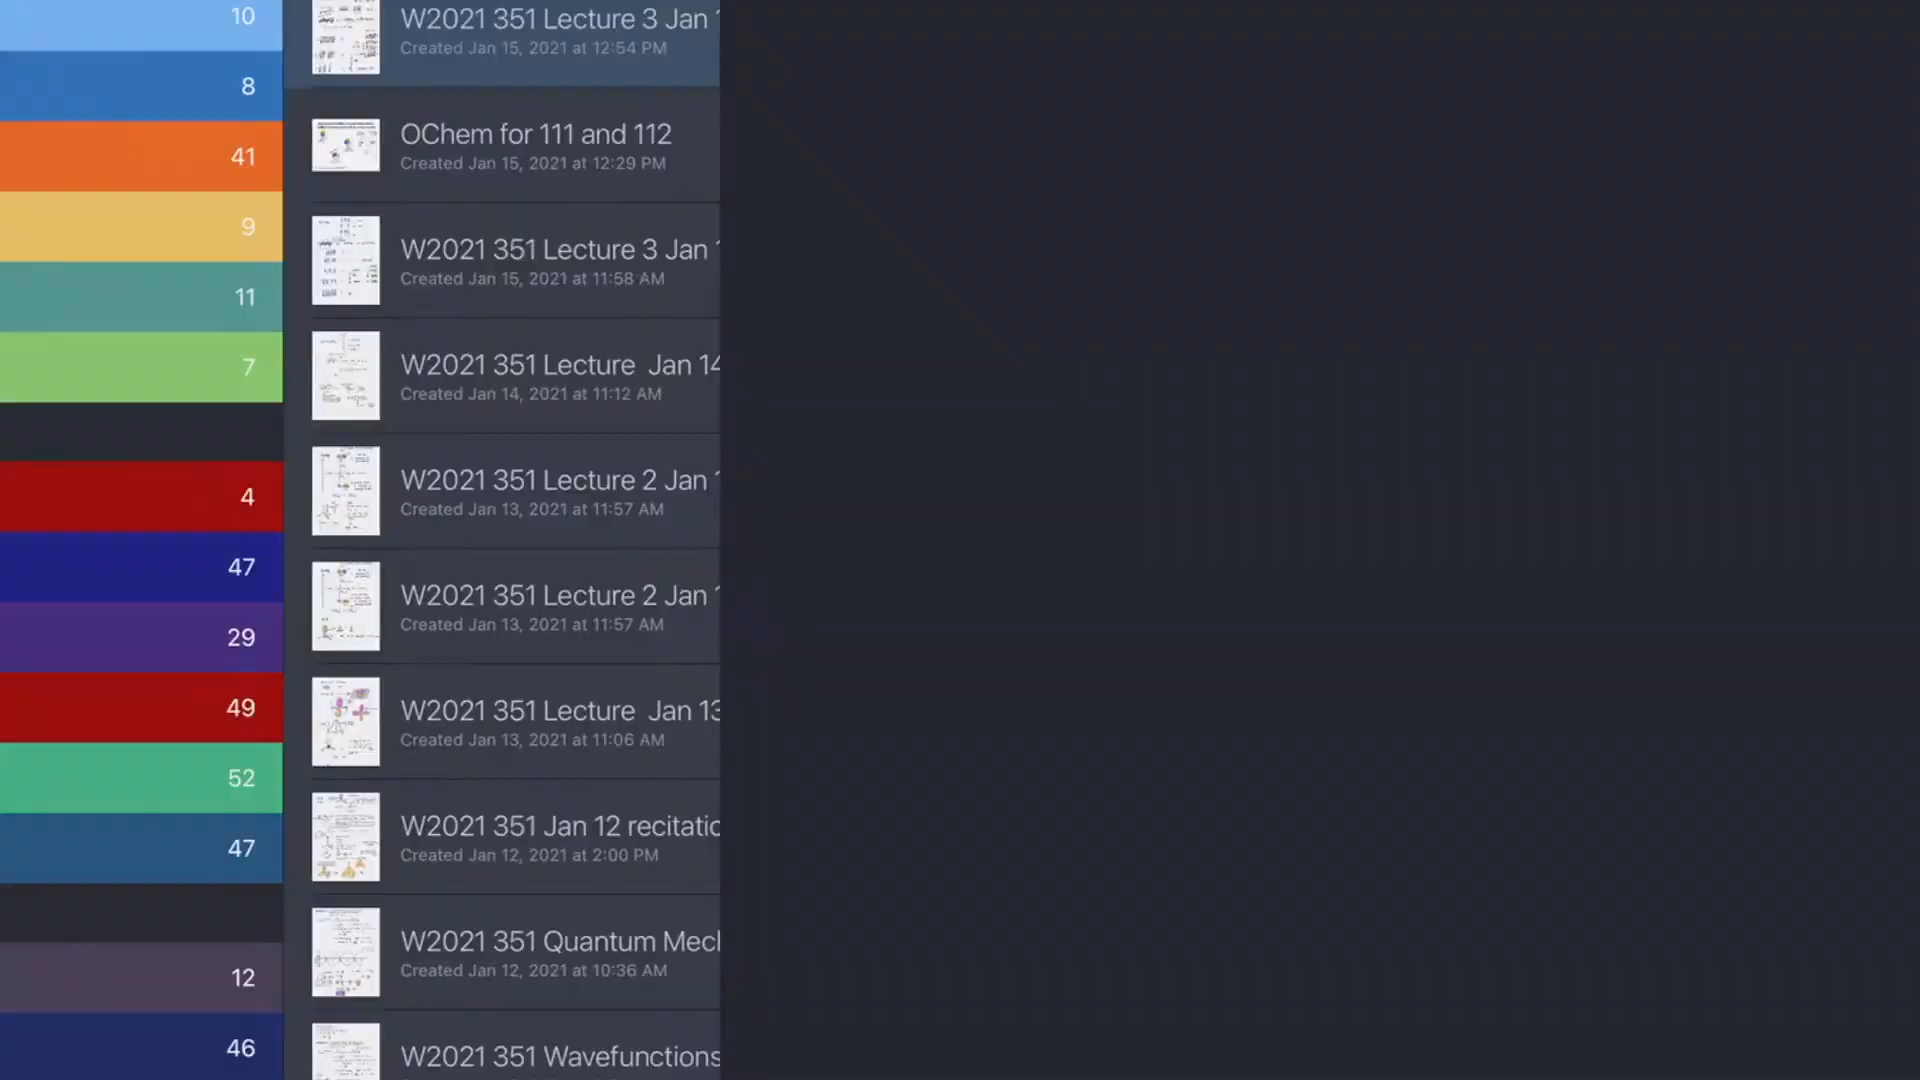 10
8
41
9
11
7
4
47
29
49
52
47
12
46
W2021 351 Lecture 3 Jan
Created Jan 15, 2021 at 12:54 PM
OChem for 111 and 112
Created Jan 15, 2021 at 12:29 PM
W2021 351 Lecture 3 Jan
Created Jan 15, 2021 at 11:58 AM
W2021 351 Lecture Jan 14
Created Jan 14, 2021 at 11:12 AM
W2021 351 Lecture 2 Jan
Created Jan 13, 2021 at 11:57 AM
W2021 351 Lecture 2 Jan
Created Jan 13, 2021 at 11:57 AM
W2021 351 Lecture Jan 13
Created Jan 13, 2021 at 11:06 AM
W2021 351 Jan 12 recitatio
Created Jan 12, 2021 at 2:00 PM
W2021 351 Quantum Mec
Created Jan 12, 2021 at 10:36 AM
W2021 351 Wavefunctions